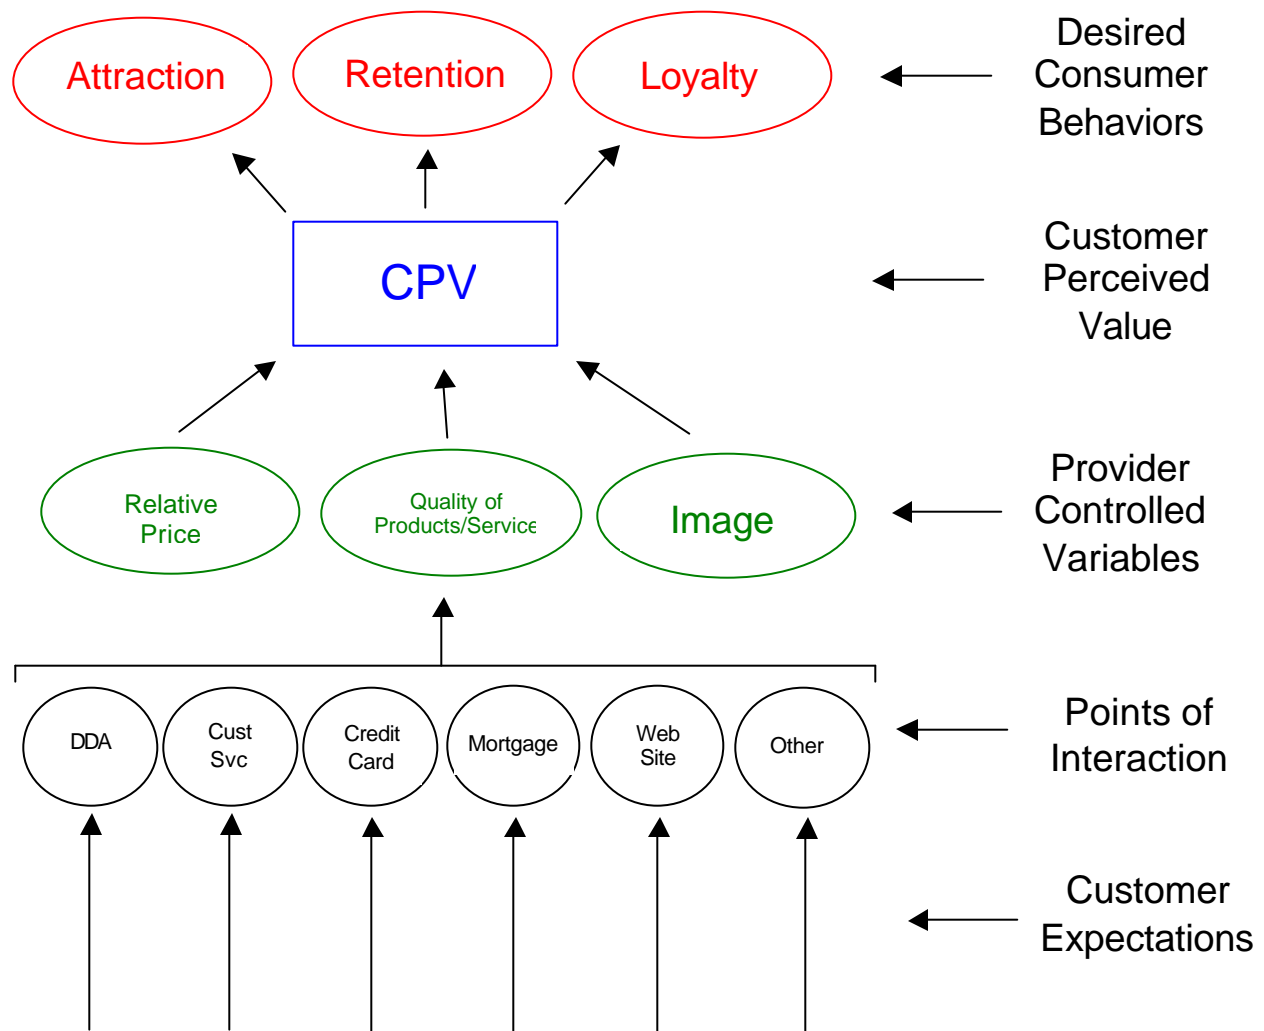 Attraction
Retention
Loyalty
Desired
Consumer
Behaviors
CPV
Customer
Perceived
Value
Relative
Price
Quality of
Products/Service
Image
Provider
Controlled
Variables
DDA
Cust
Svc
Credit
Card
Mortgage
Web
Site
Other
Points of
Interaction
Customer
Expectations